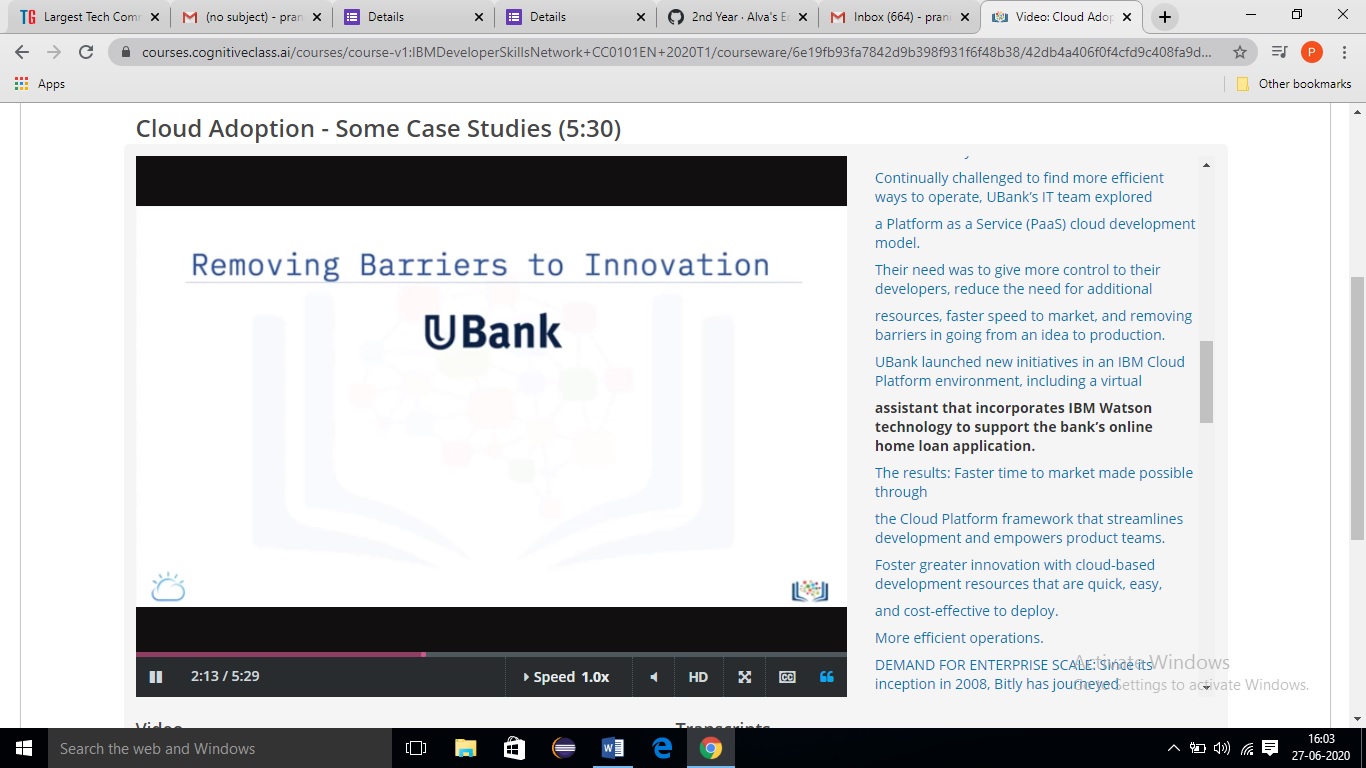 Largest Tech Com
(no subject) - pran
Details
Details
2nd Year · Alva's E
Inbox (664) - pran
Video: Cloud Adop
courses.cognitiveclass.ai/courses/course-v1:IBMDeveloperSkillsNetwork+CC0101EN+2020T1/courseware/6e19fb93fa7842d9b398f931f6f48b38/42db4a406f0f4cfd9c408fa9d...
P
Apps
Other bookmarks
Cloud Adoption - Some Case Studies (5:30)
Removing Barriers to Innovation
UBank
2:13 / 5:29
Speed 1.0x
HD
CC
Continually challenged to find more efficient
ways to operate, UBank’s IT team explored
a Platform as a Service (PaaS) cloud development
model.
Their need was to give more control to their
developers, reduce the need for additional
resources, faster speed to market, and removing
barriers in going from an idea to production.
UBank launched new initiatives in an IBM Cloud
Platform environment, including a virtual
assistant that incorporates IBM Watson
technology to support the bank’s online
home loan application.
The results: Faster time to market made possible
through
the Cloud Platform framework that streamlines
development and empowers product teams.
Foster greater innovation with cloud-based
development resources that are quick, easy,
and cost-effective to deploy.
More efficient operations.
DEMAND FOR ENTERPRISE SCALE: Since its
inception in 2008, Bitly has journeyed
Activate Windows
Go to Settings to activate Windows.
Video
Transcripts
Search the web and Windows
16:03
27-06-2020